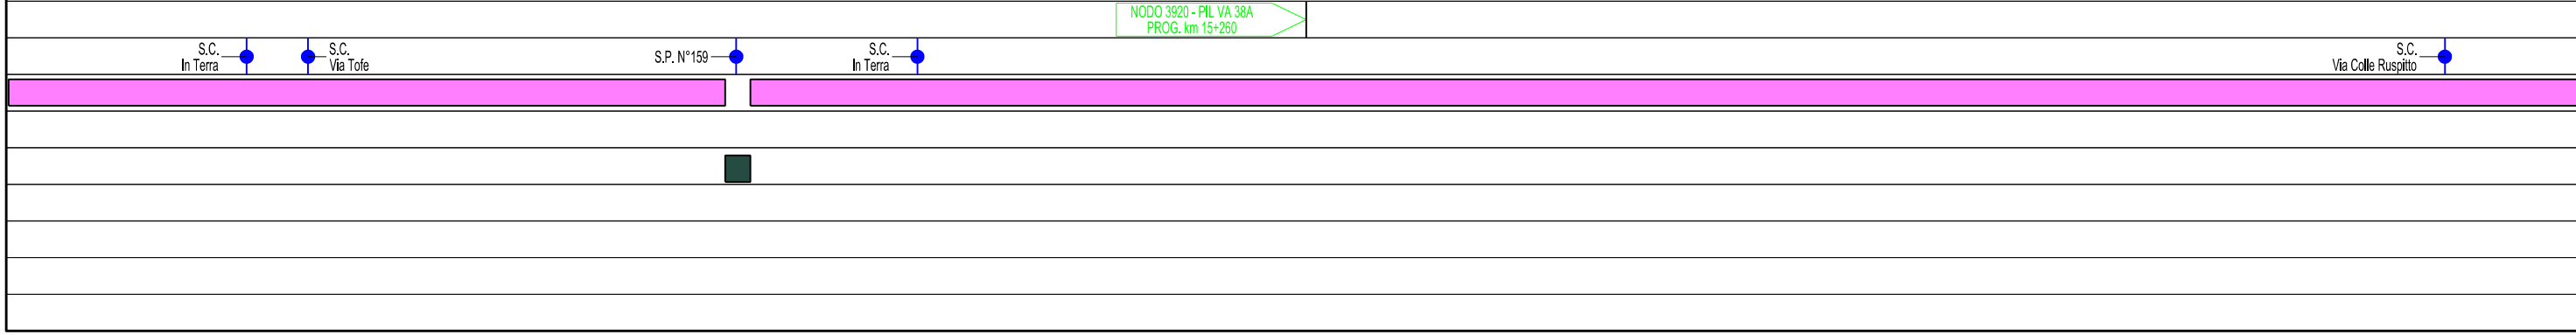 NODO 3920 - PIL VA 38A
PROG. km 15+260
S.C.
In Terra
S.C.
Via Tofe
S.P. N°159
S.C.
In Terra
S.C.
Via Colle Ruspitto